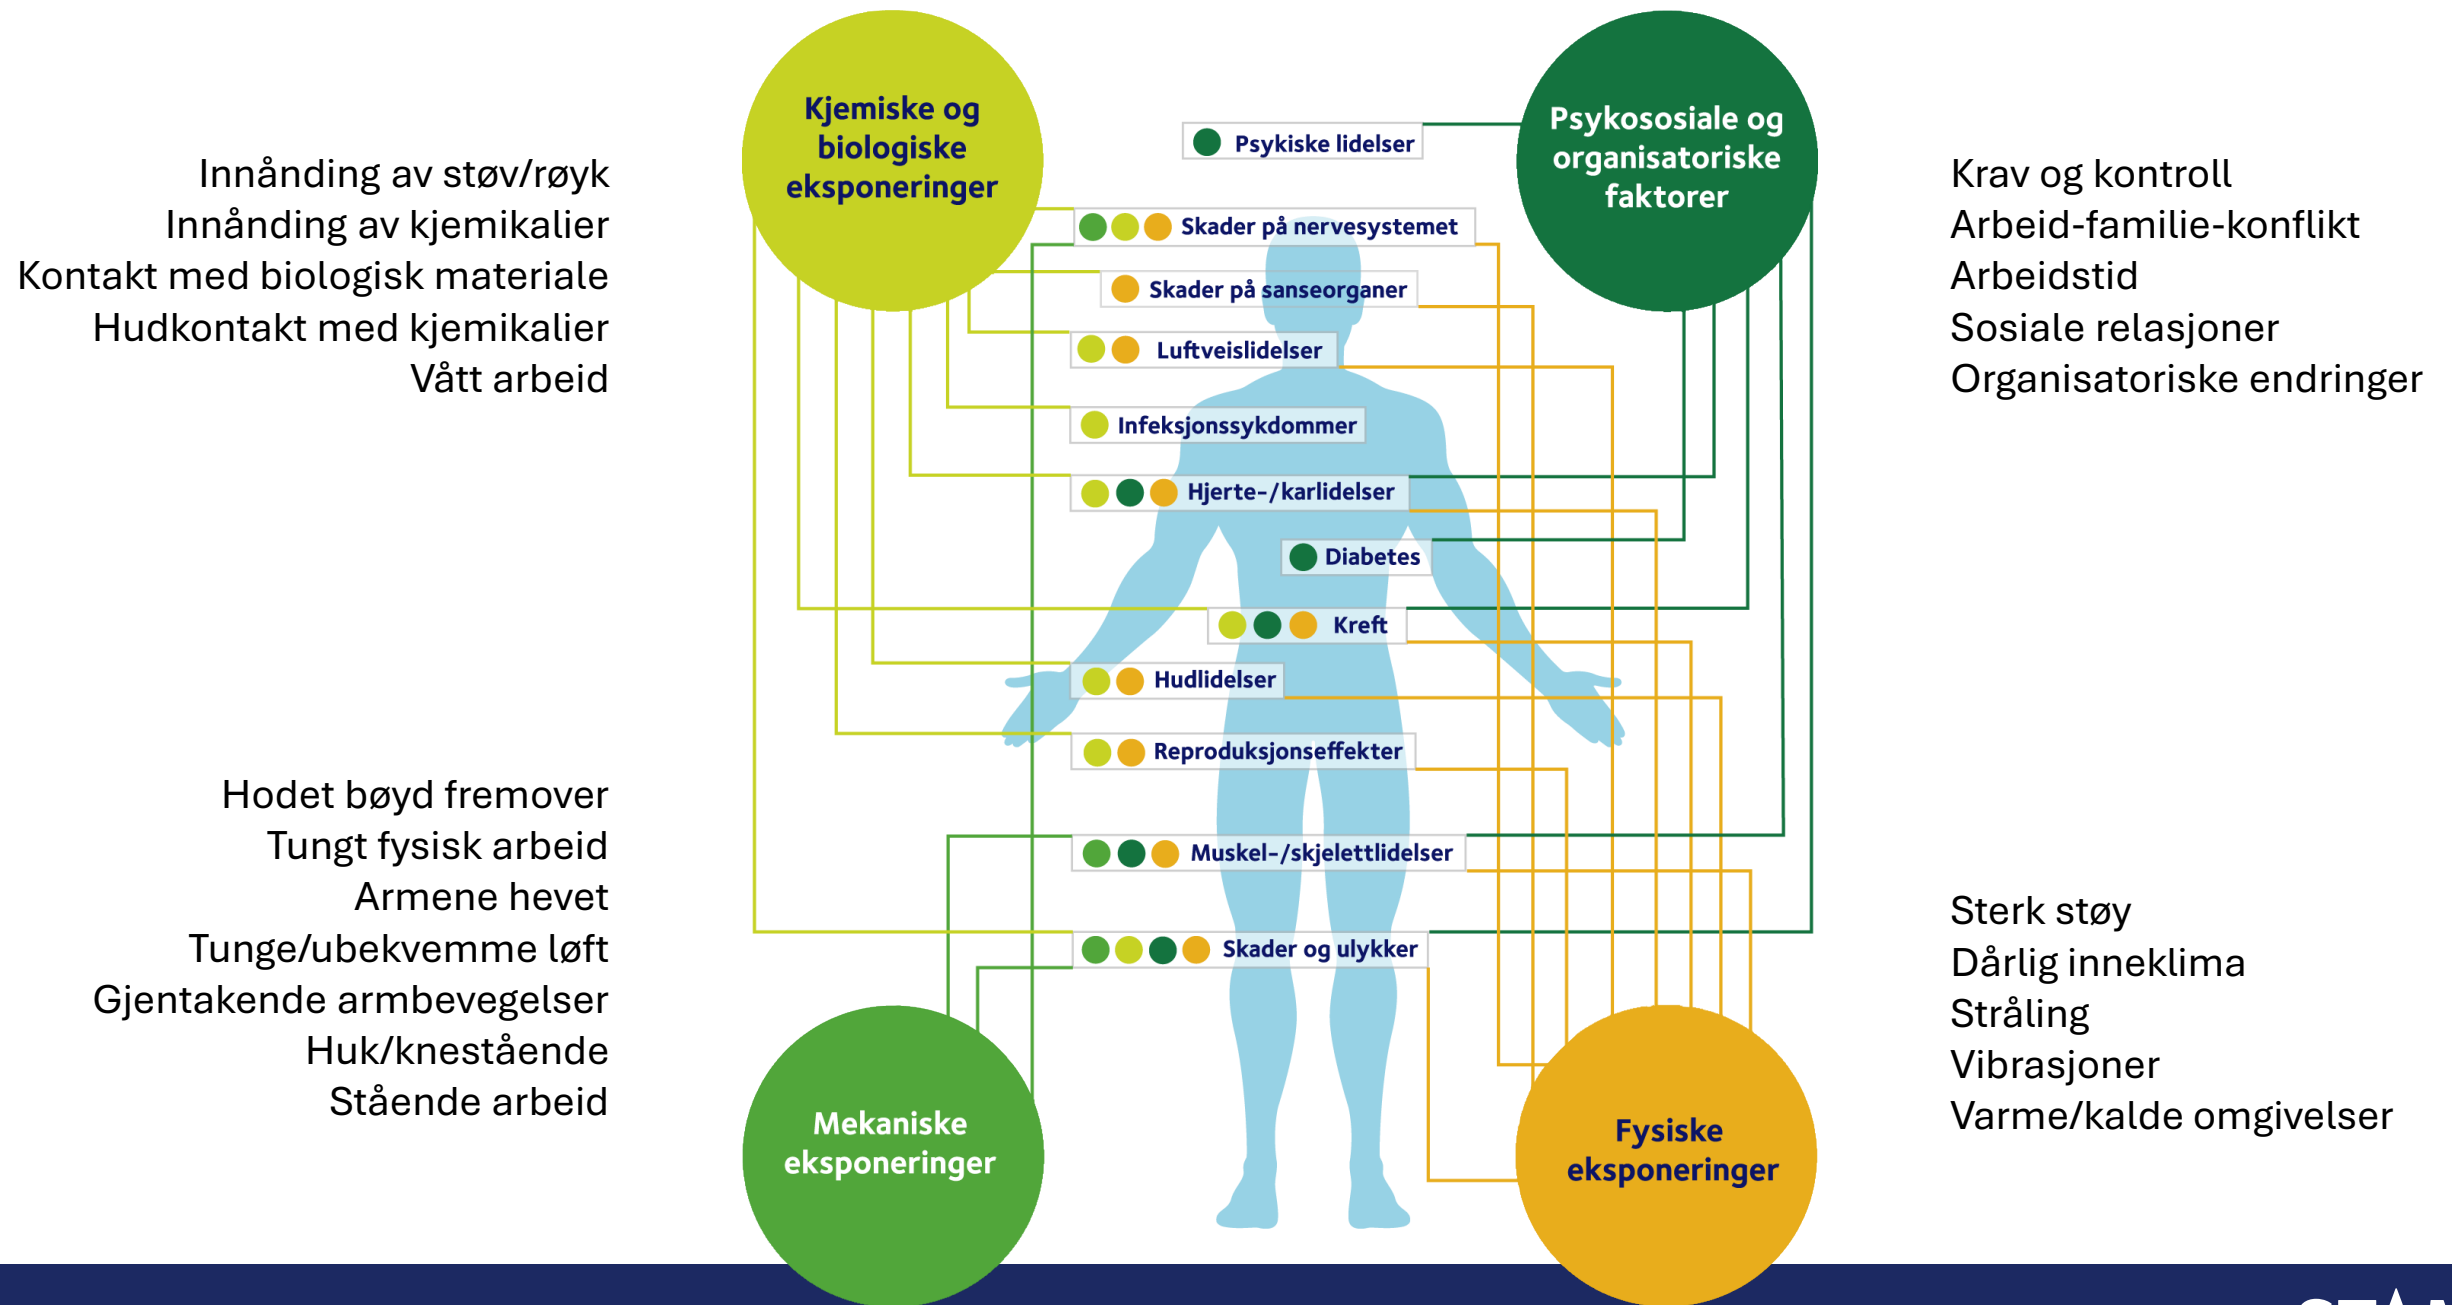 Innånding av støv/røyk
Innånding av kjemikalier
Kontakt med biologisk materiale
Hudkontakt med kjemikalier
Vått arbeid
Kjemiske og
biologiske
eksponeringer
Psykososiale og
organisatoriske
faktorer
Krav og kontroll
Arbeid-familie-konflikt
Arbeidstid
Sosiale relasjoner
Organisatoriske endringer
Psykiske lidelser
Skader på nervesystemet
Skader på sanseorganer
Luftveislidelser
Infeksjonssykdommer
Hjerte-/karlidelser
Diabetes
Kreft
Hudlidelser
Reproduksjonseffekter
Muskel-/skjelettlidelser
Skader og ulykker
Hodet bøyd fremover
Tungt fysisk arbeid
Armene hevet
Tunge/ubekvemme løft
Gjentakende armbevegelser
Huk/knestående
Stående arbeid
Mekaniske
eksponeringer
Fysiske
eksponeringer
Sterk støy
Dårlig inneklima
Stråling
Vibrasjoner
Varme/kalde omgivelser